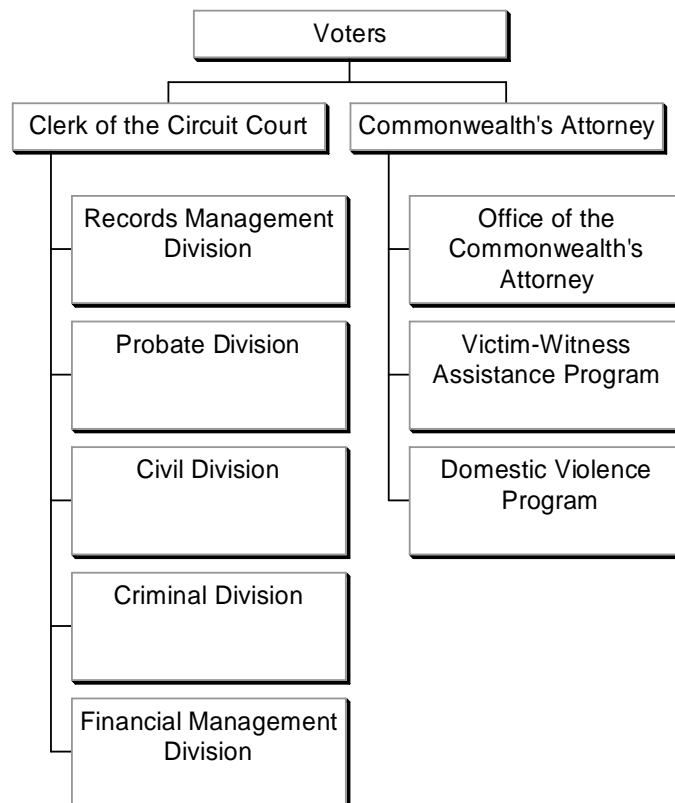 Voters
Clerk of the Circuit Court
Commonwealth's Attorney
Records Management
Division
Probate Division
Civil Division
Criminal Division
Financial Management
Division
Office of the
Commonwealth's
Attorney
Victim-Witness
Assistance Program
Domestic Violence
Program